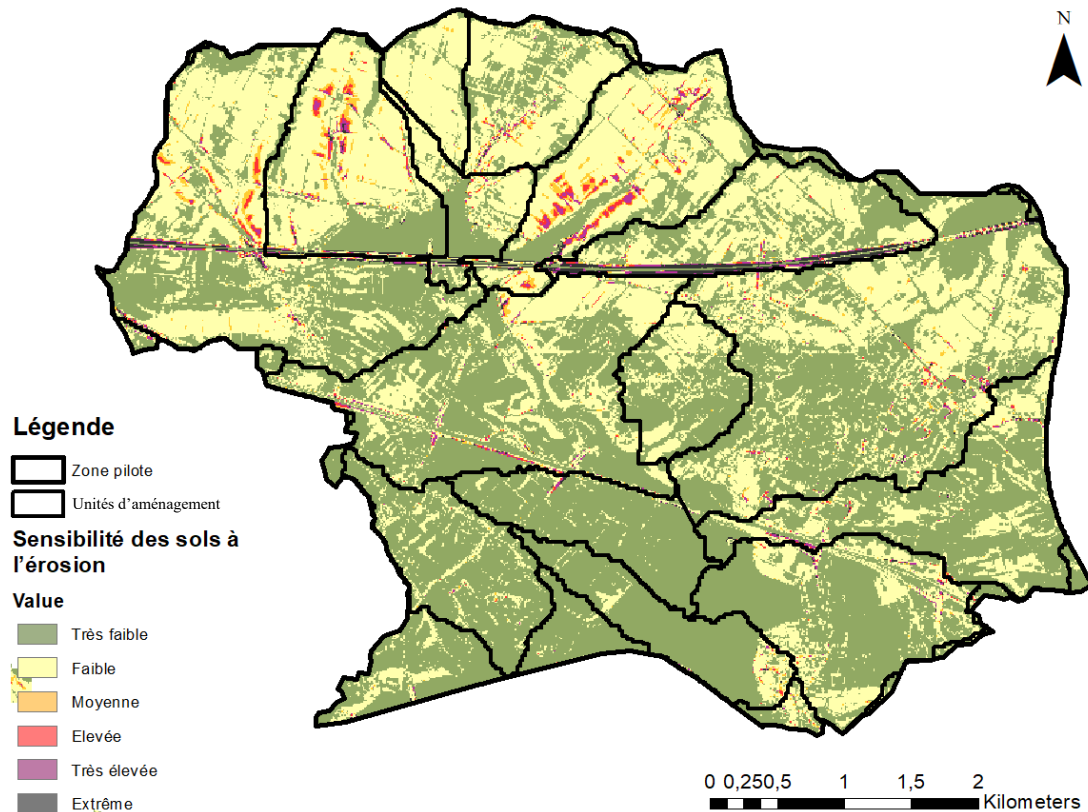 N
Légende
Zone pilote
Unités d’aménagement
Sensibilité des sols à
l’érosion
Value
Très faible
Faible
Moyenne
Elevée
Très élevée
Extrême
0 0,250,5 1 1,5 2
Kilometers